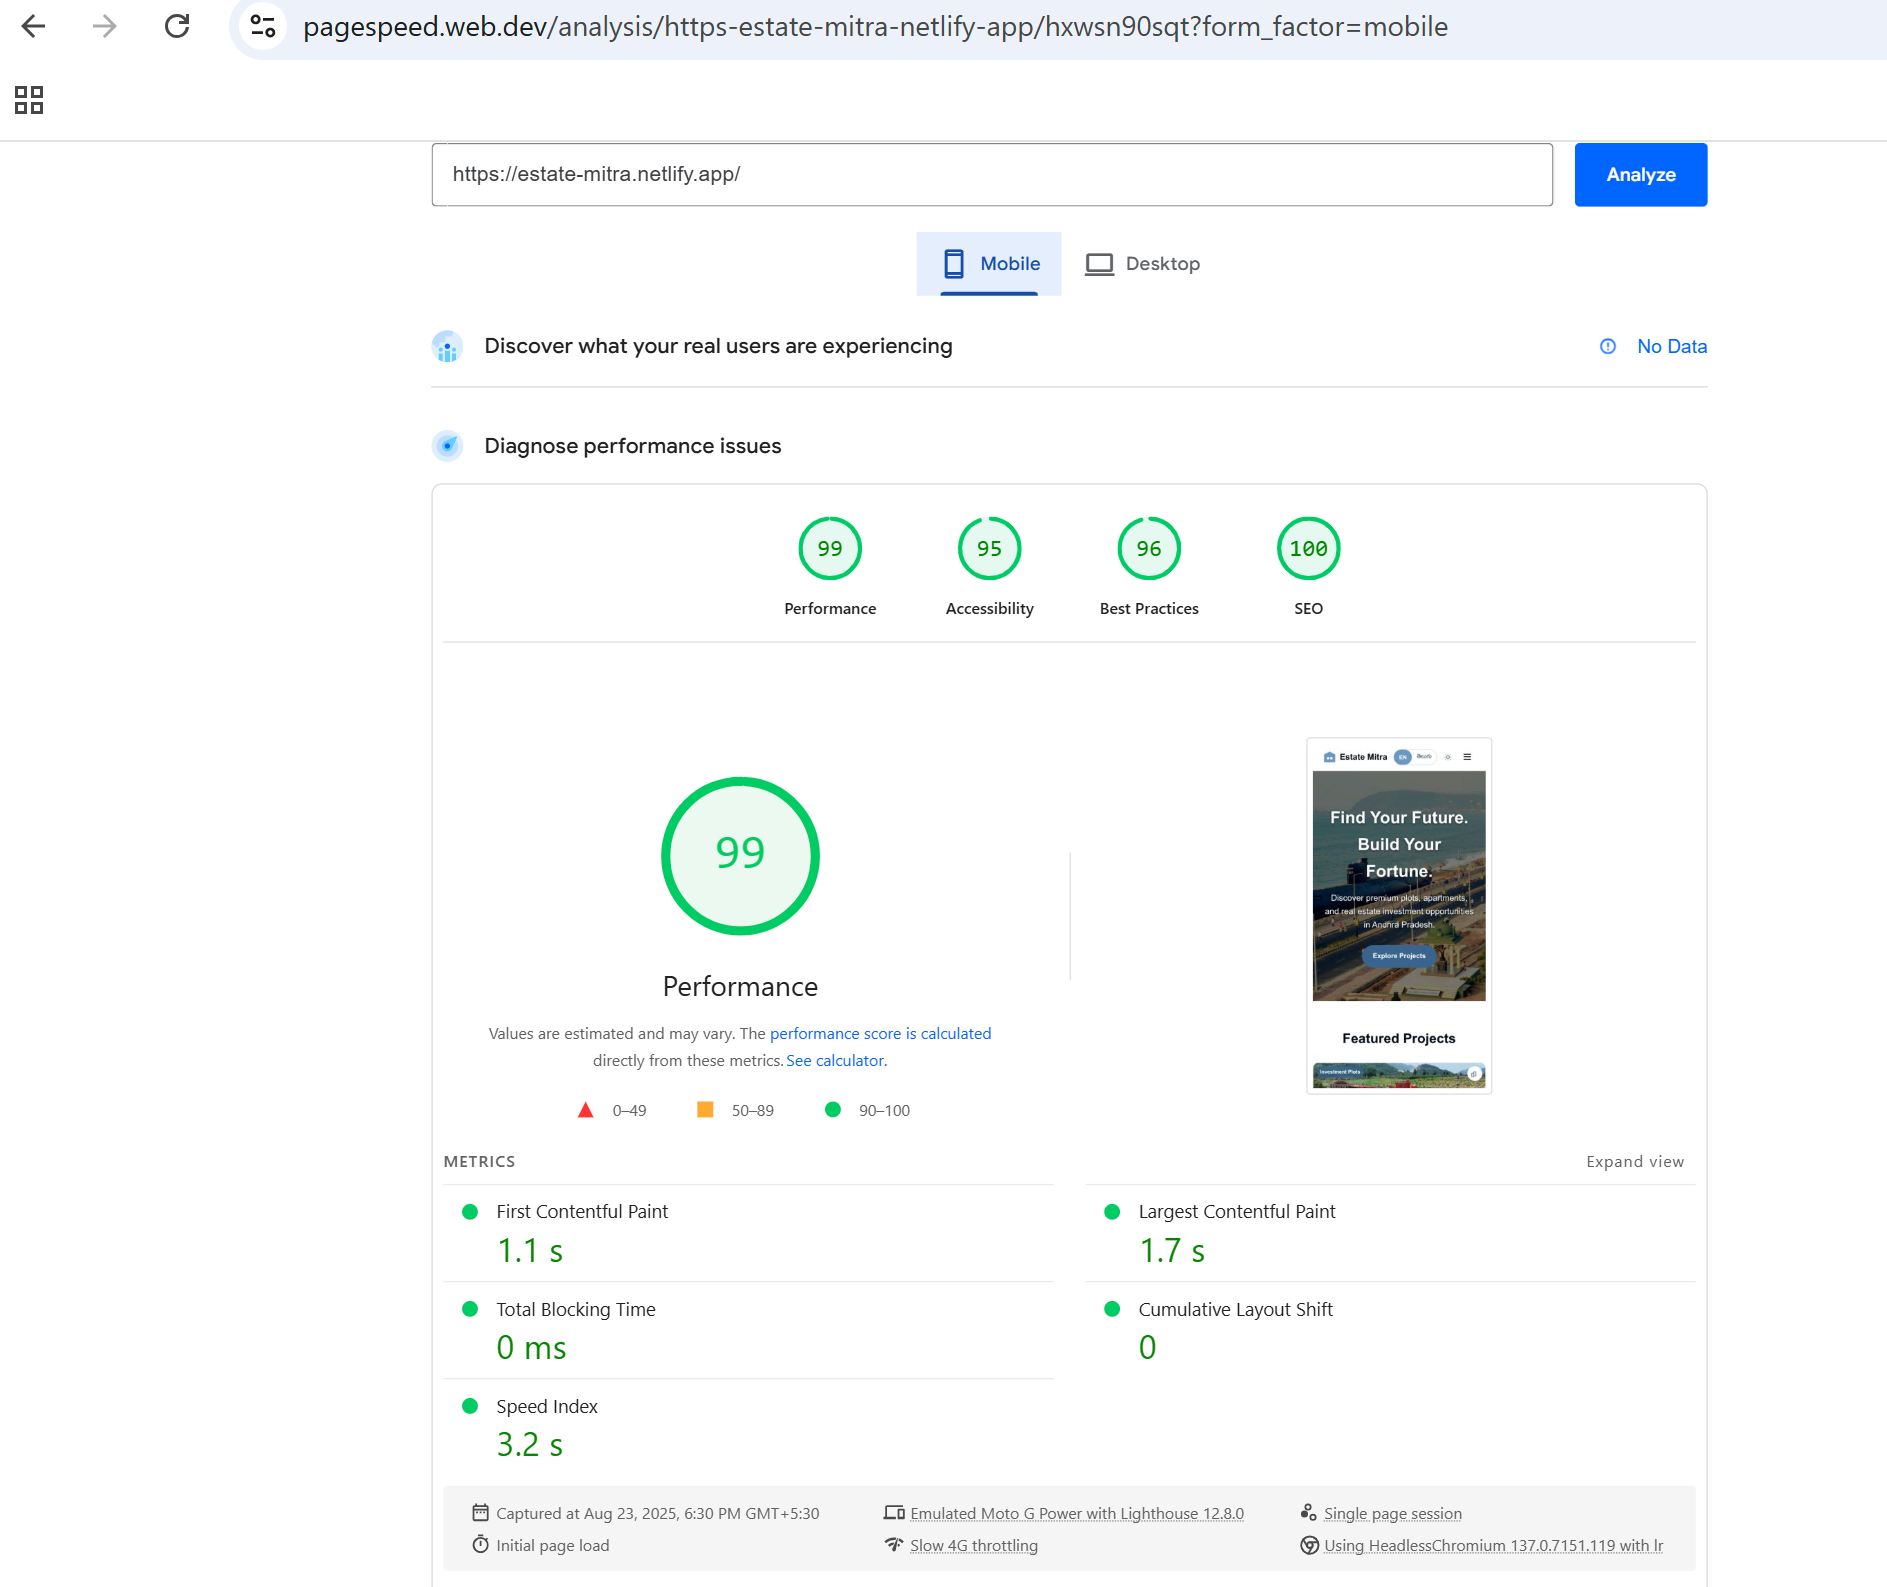 pagespeed.web.dev/analysis/https-estate-mitra-netlify-app/hxwsn90sqt?form_factor=mobile
https://estate-mitra.netlify.app/
Analyze
Mobile
Desktop
Discover what your real users are experiencing
No Data
Diagnose performance issues
99
95
96
100
Performance
Accessibility
Best Practices
SEO
99
Performance
Values are estimated and may vary. The performance score is calculated
directly from these metrics. See calculator.
0–49
50–89
90–100
Estate Mitra
EN
తెలుగు
Find Your Future.
Build Your
Fortune.
Discover premium plots, apartments,
and real estate investment opportunities
in Andhra Pradesh.
Explore Projects
Featured Projects
Investment Plots
METRICS
Expand view
First Contentful Paint
1.1 s
Largest Contentful Paint
1.7 s
Total Blocking Time
0 ms
Cumulative Layout Shift
0
Speed Index
3.2 s
Captured at Aug 23, 2025, 6:30 PM GMT+5:30
Emulated Moto G Power with Lighthouse 12.8.0
Single page session
Initial page load
Slow 4G throttling
Using HeadlessChromium 137.0.7151.119 with lr